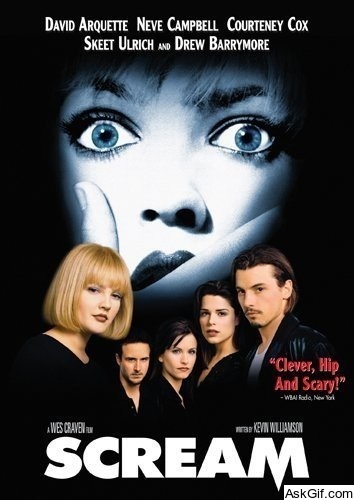 DAVID ARQUETTE NEVE CAMPBELL COURTENEY COX
SKEET ULRICH AND DREW BARRYMORE
"Clever, Hip
And Scary!"
– WBAI Radio, New York
A WES CRAVEN FILM
WRITTEN BY KEVIN WILLIAMSON
SCREAM
AskGif.com